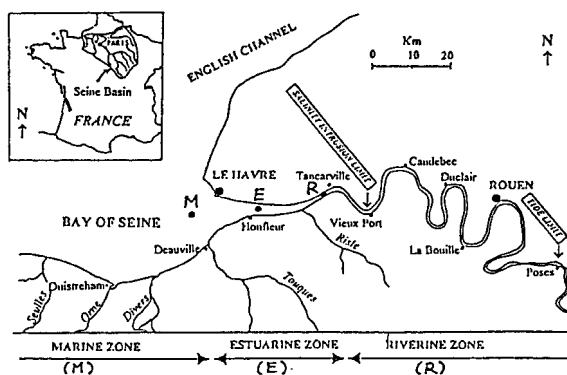 PARIS
Seine Basin
FRANCE
N
ENGLISH CHANNEL
Km
0 10 20
N
SALINITY INTRUSION LIMIT
LE HAVRE
M
E
R
Tancarville
Caudebec
Duclair
ROUEN
TIDE LIMIT
BAY OF SEINE
Honfleur
Vieux Port
La Bouille
Poses
Deauville
Risle
Ouistreham
Seulles
Orne
Divers
Touques
MARINE ZONE
ESTUARINE ZONE
RIVERINE ZONE
(M)
(E).
(R)